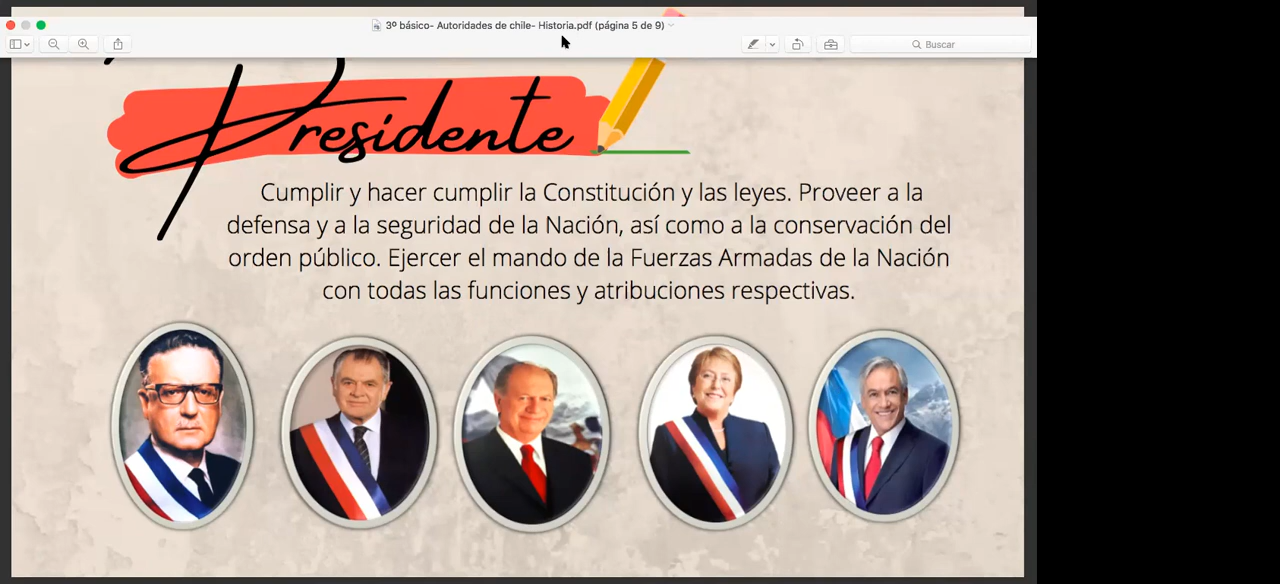 3º básico- Autoridades de chile- Historia.pdf (página 5 de 9)
Buscar
Presidente
Cumplir y hacer cumplir la Constitución y las leyes. Proveer a la
defensa y a la seguridad de la Nación, así como a la conservación del
orden público. Ejercer el mando de la Fuerzas Armadas de la Nación
con todas las funciones y atribuciones respectivas.